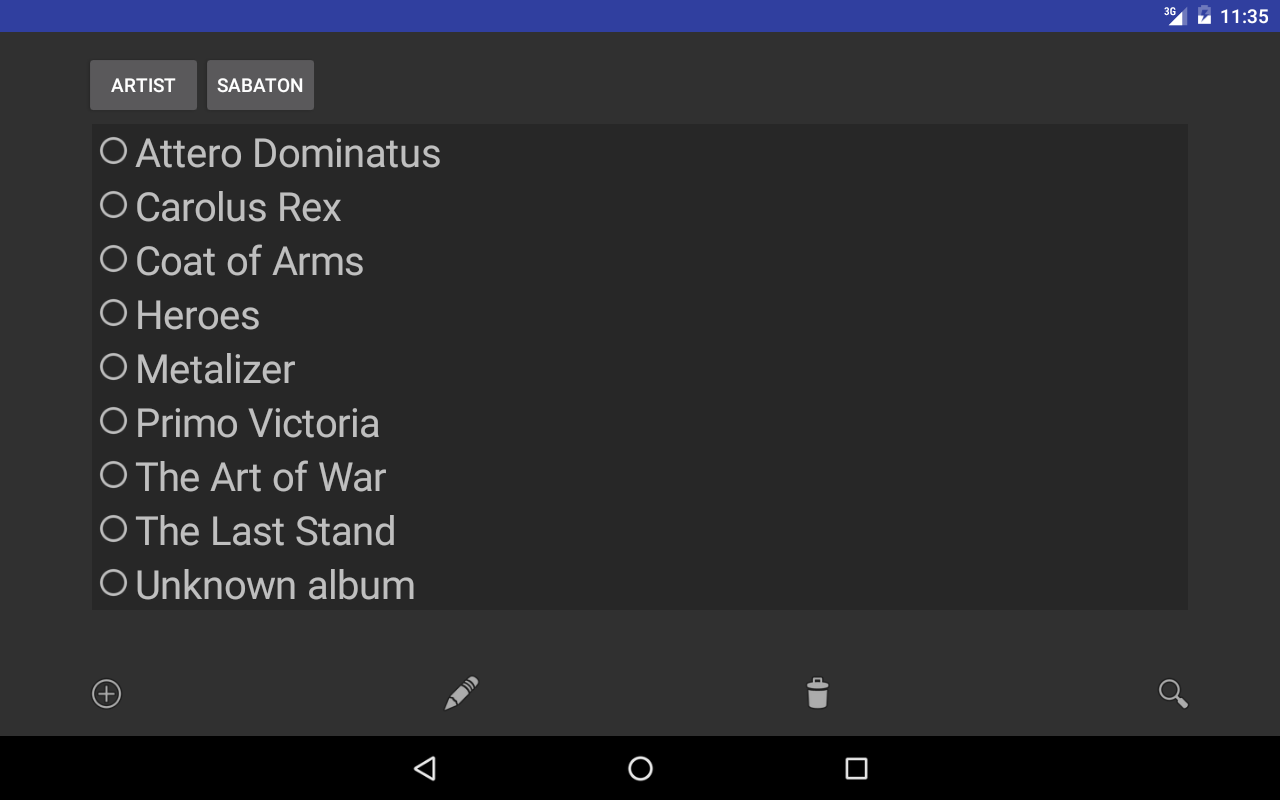 3G 11:35
ARTIST SABATON
Attero Dominatus
Carolus Rex
Coat of Arms
Heroes
Metalizer
Primo Victoria
The Art of War
The Last Stand
Unknown album